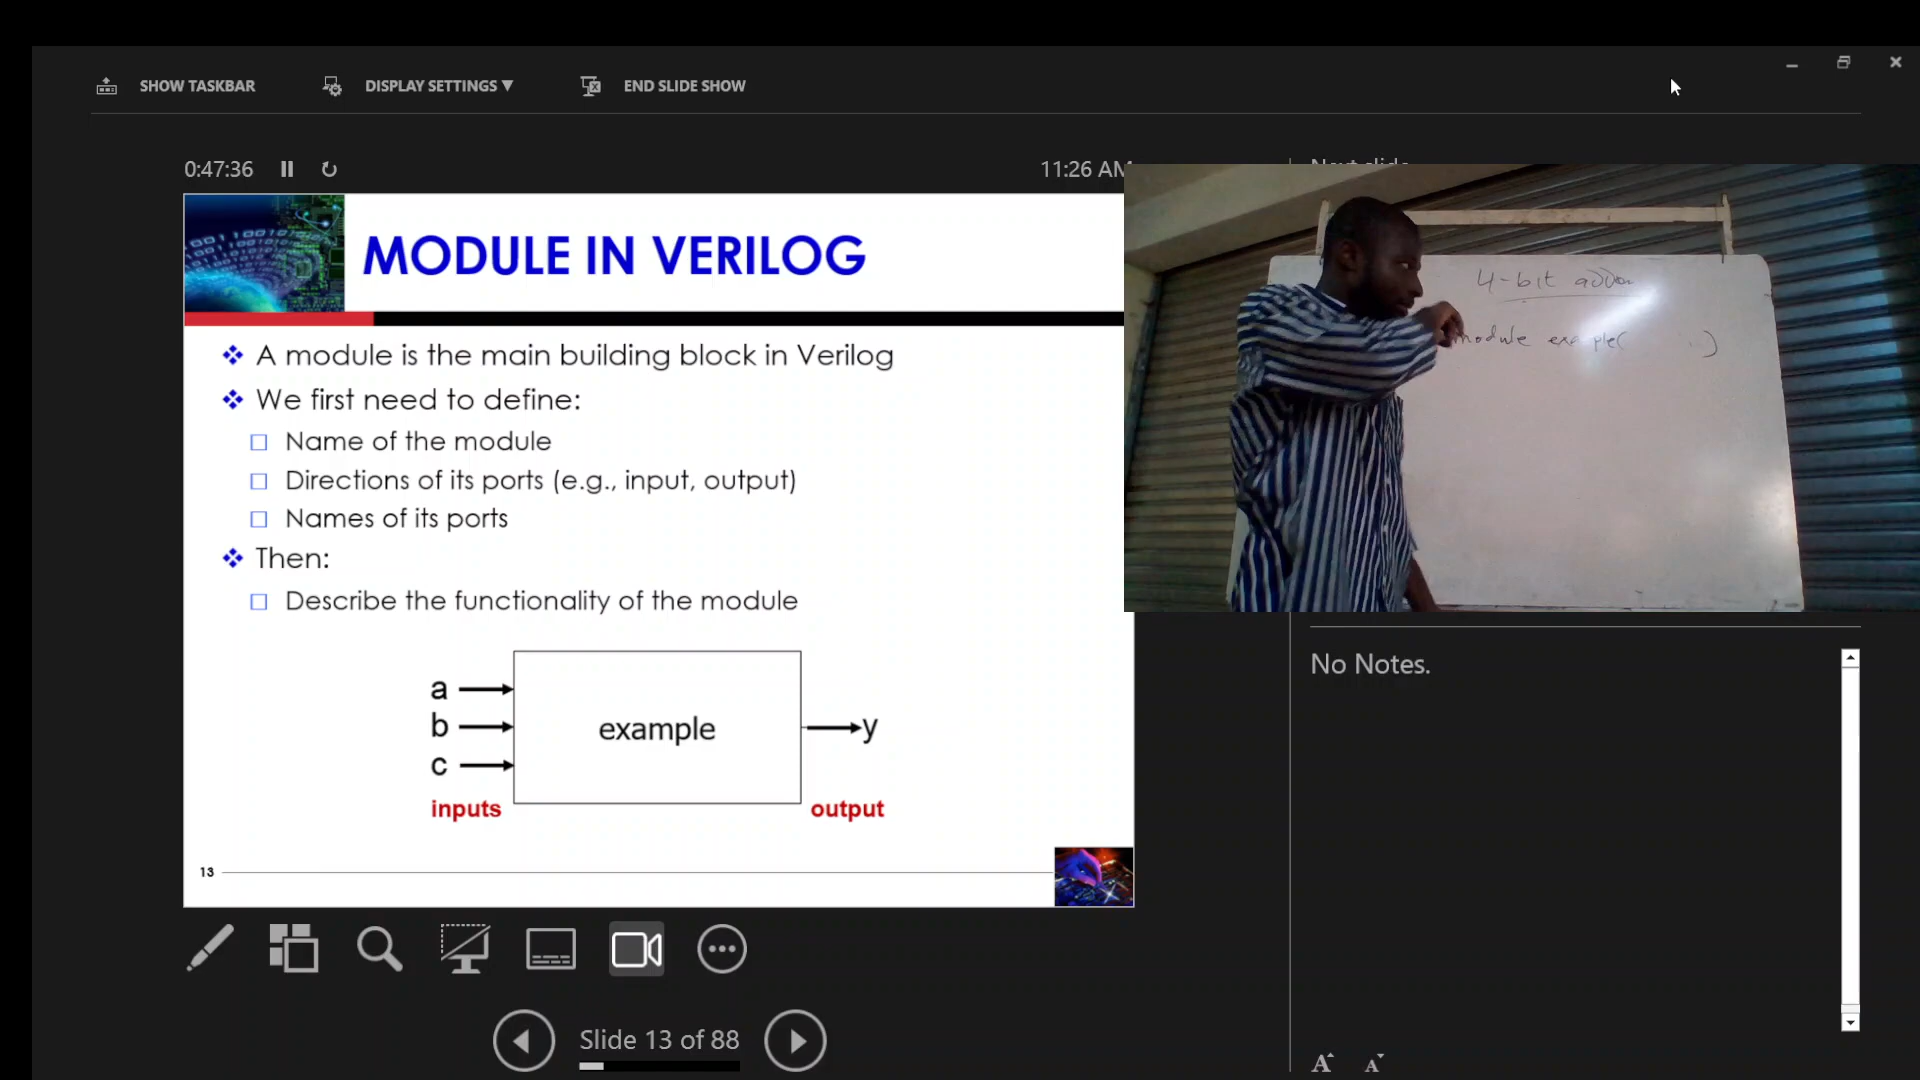 SHOW TASKBAR
DISPLAY SETTINGS ▼
END SLIDE SHOW
0:47:36
11:26 AM
Next slide
MODULE IN VERILOG
A module is the main building block in Verilog
We first need to define:
Name of the module
Directions of its ports (e.g., input, output)
Names of its ports
Then:
Describe the functionality of the module
a
b
c
example
y
inputs
output
13
4-bit adder
module example( )
No Notes.
Slide 13 of 88
A A